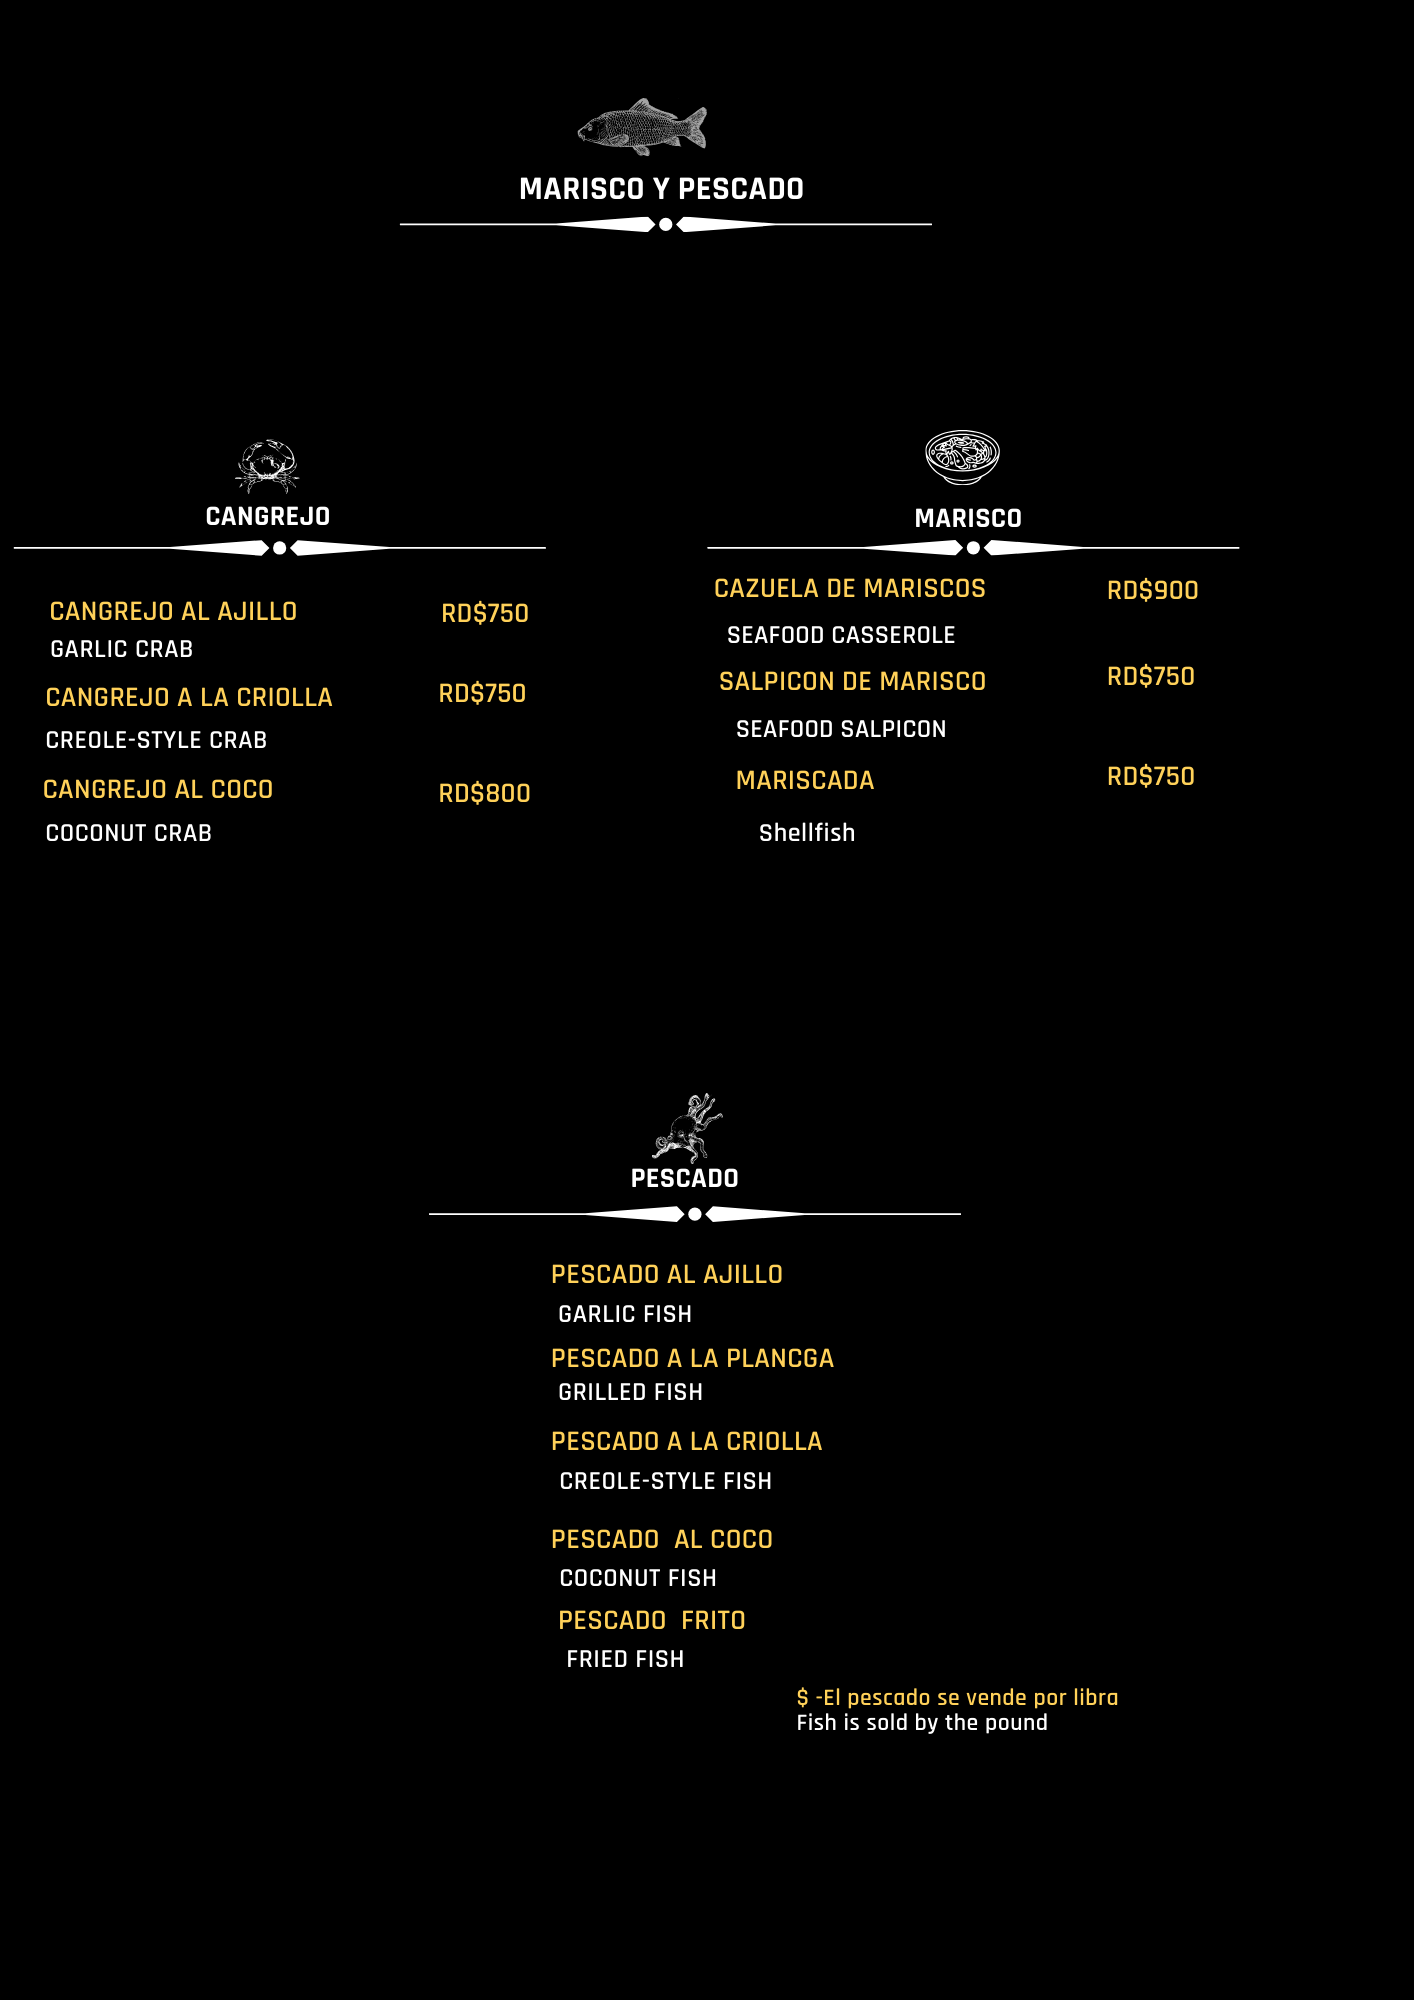 MARISCO Y PESCADO
CANGREJO
CANGREJO AL AJILLO RD$750
GARLIC CRAB
CANGREJO A LA CRIOLLA RD$750
CREOLE-STYLE CRAB
CANGREJO AL COCO RD$800
COCONUT CRAB
MARISCO
CAZUELA DE MARISCOS RD$900
SEAFOOD CASSEROLE
SALPICON DE MARISCO RD$750
SEAFOOD SALPICON
MARISCADA RD$750
Shellfish
PESCADO
PESCADO AL AJILLO
GARLIC FISH
PESCADO A LA PLANCGA
GRILLED FISH
PESCADO A LA CRIOLLA
CREOLE-STYLE FISH
PESCADO  AL COCO
COCONUT FISH
PESCADO  FRITO
FRIED FISH
$ -El pescado se vende por libra
Fish is sold by the pound